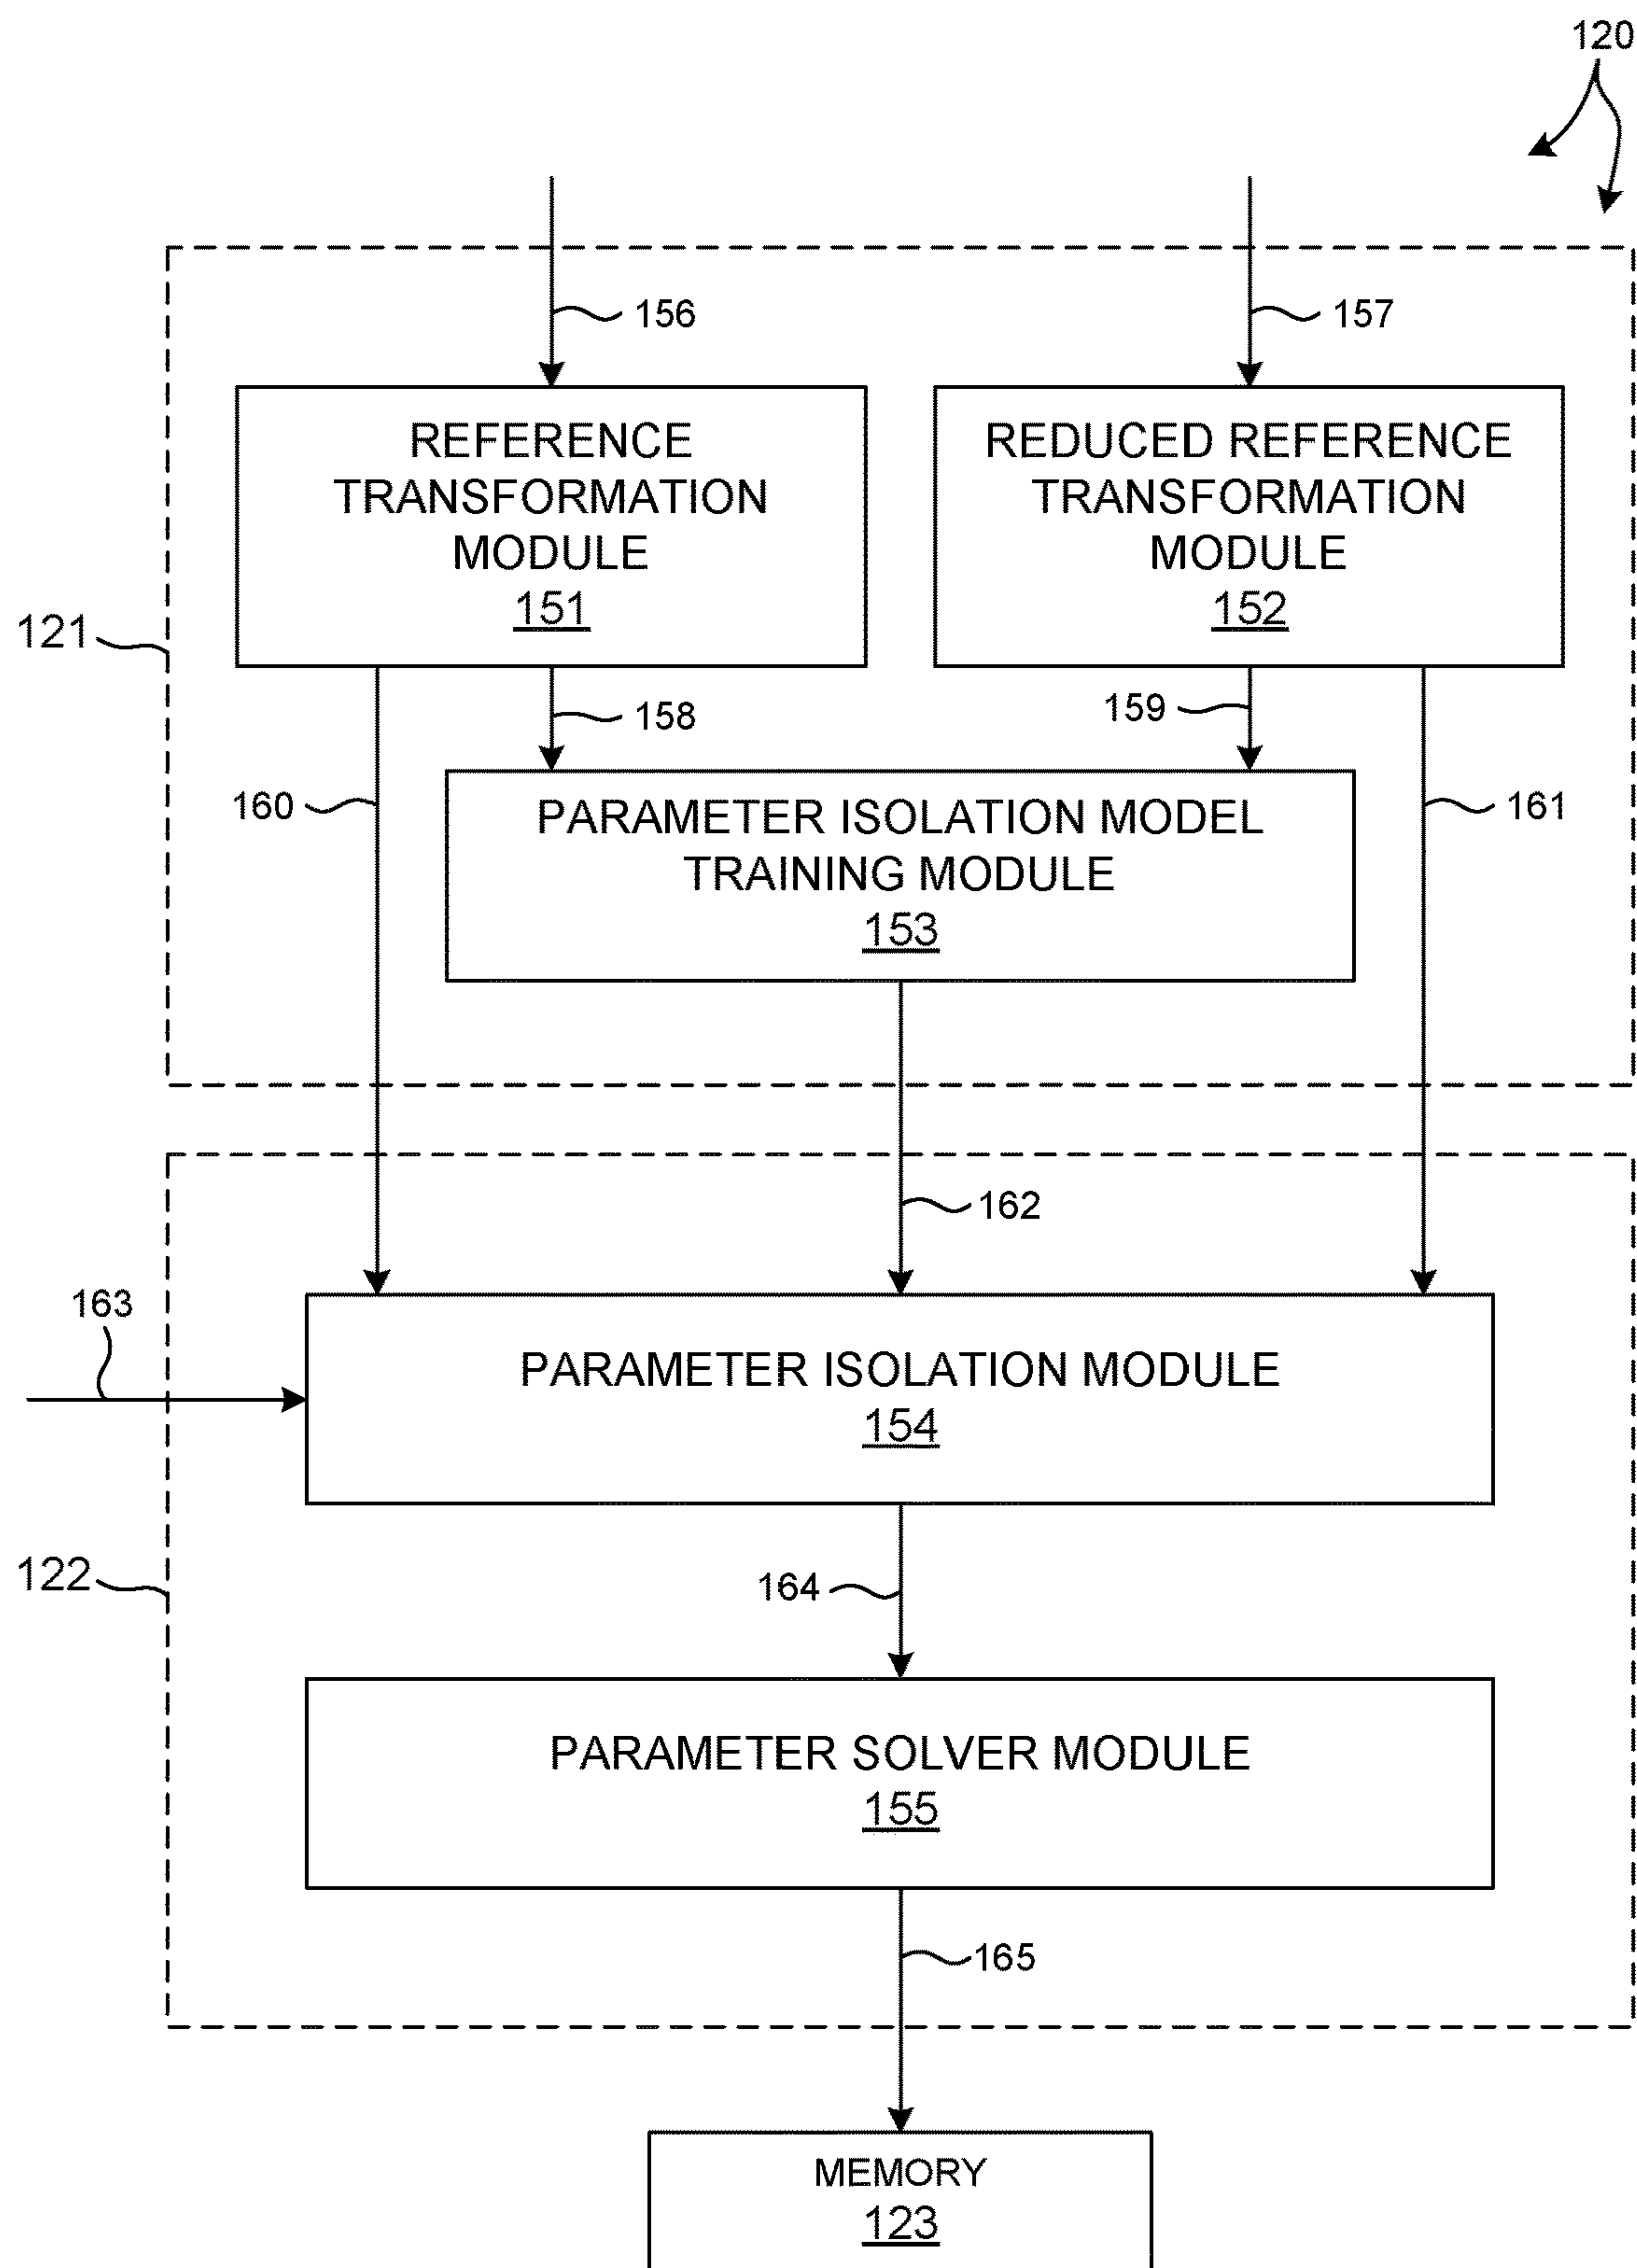 120
156
157
REFERENCE
TRANSFORMATION
MODULE
151
REDUCED REFERENCE
TRANSFORMATION
MODULE
152
121
158
159
160
PARAMETER ISOLATION MODEL
TRAINING MODULE
153
161
162
163
PARAMETER ISOLATION MODULE
154
122
164
PARAMETER SOLVER MODULE
155
165
MEMORY
123